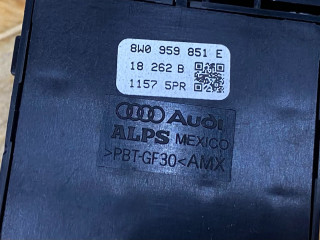 8W0 959 851 E
18 262 B
1157 5PR
Audi
ALPS MEXICO
>PBT-GF30<AMX